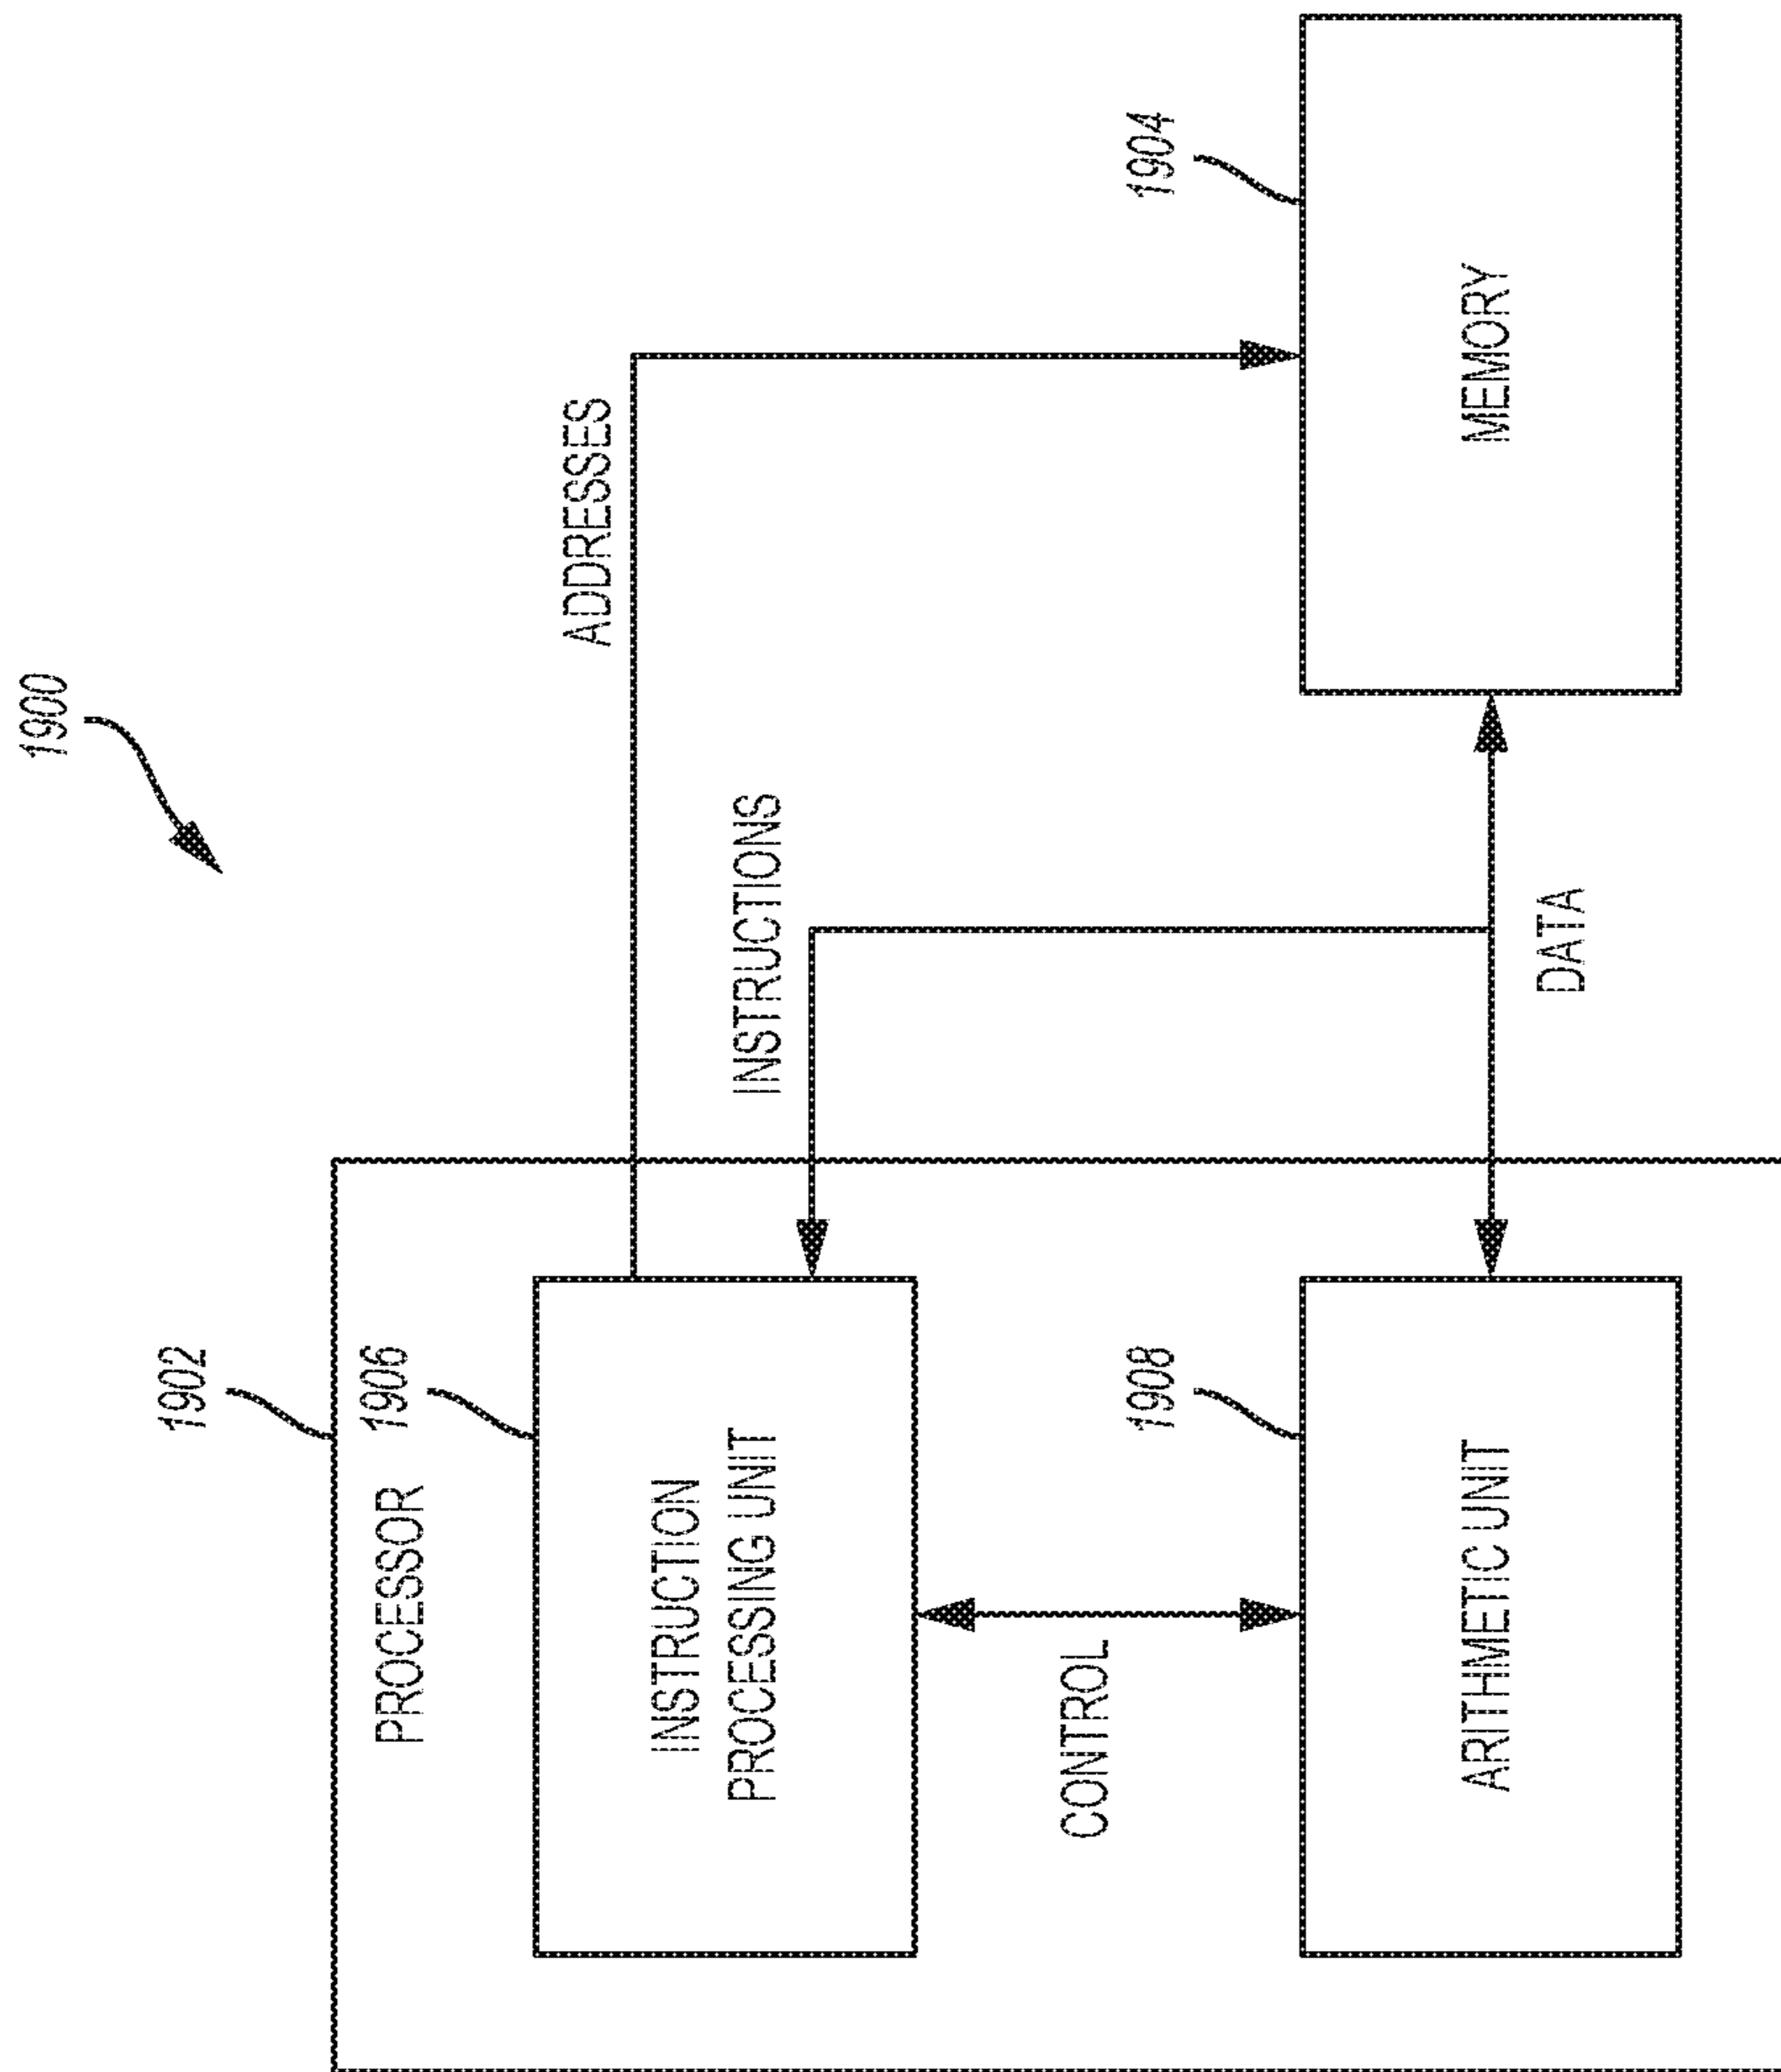 1900
1902
PROCESSOR
1906
INSTRUCTION
PROCESSING UNIT
ADDRESSES
INSTRUCTIONS
CONTROL
1908
ARITHMETIC UNIT
DATA
1904
MEMORY